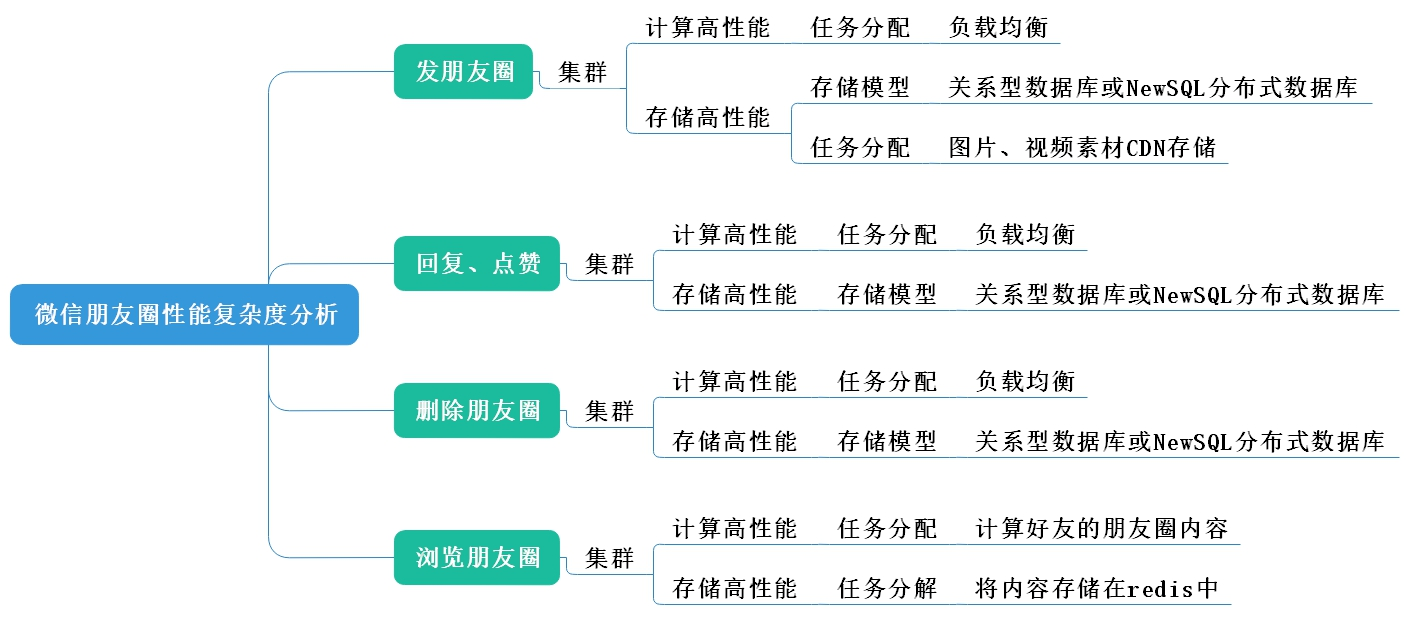 微信朋友圈性能复杂度分析
发朋友圈
集群
计算高性能 任务分配 负载均衡
存储高性能
存储模型 关系型数据库或NewSQL分布式数据库
任务分配 图片、视频素材CDN存储
回复、点赞
集群
计算高性能 任务分配 负载均衡
存储高性能 存储模型 关系型数据库或NewSQL分布式数据库
删除朋友圈
集群
计算高性能 任务分配 负载均衡
存储高性能 存储模型 关系型数据库或NewSQL分布式数据库
浏览朋友圈
集群
计算高性能 任务分配 计算好友的朋友圈内容
存储高性能 任务分解 将内容存储在redis中